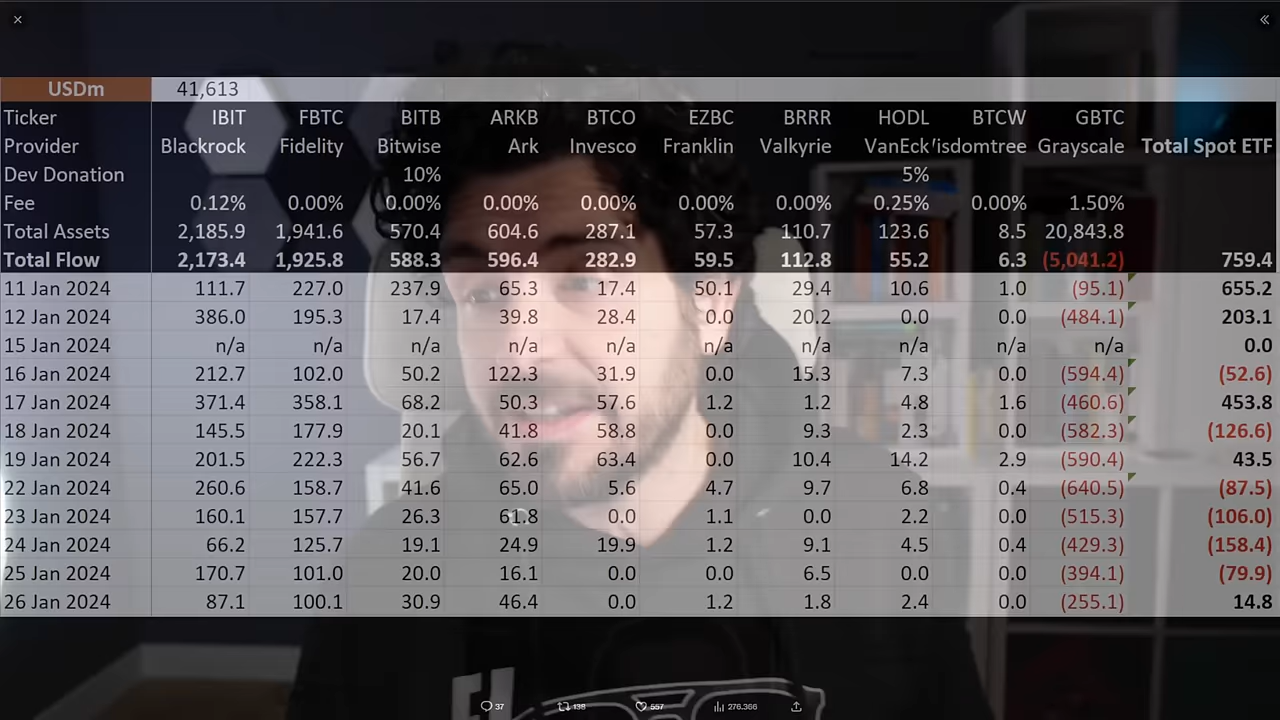 USDm 41,613
Ticker IBIT FBTC BITB ARKB BTCO EZBC BRRR HODL BTCW GBTC
Provider Blackrock Fidelity Bitwise Ark Invesco Franklin Valkyrie VanEck 'isdomtree Grayscale Total Spot ETF
Dev Donation 10% 5%
Fee 0.12% 0.00% 0.00% 0.00% 0.00% 0.00% 0.00% 0.25% 0.00% 1.50%
Total Assets 2,185.9 1,941.6 570.4 604.6 287.1 57.3 110.7 123.6 8.5 20,843.8
Total Flow 2,173.4 1,925.8 588.3 596.4 282.9 59.5 112.8 55.2 6.3 (5,041.2) 759.4
11 Jan 2024 111.7 227.0 237.9 65.3 17.4 50.1 29.4 10.6 1.0 (95.1) 655.2
12 Jan 2024 386.0 195.3 17.4 39.8 28.4 0.0 20.2 0.0 0.0 (484.1) 203.1
15 Jan 2024 n/a n/a n/a n/a n/a n/a n/a n/a n/a n/a 0.0
16 Jan 2024 212.7 102.0 50.2 122.3 31.9 0.0 15.3 7.3 0.0 (594.4) (52.6)
17 Jan 2024 371.4 358.1 68.2 50.3 57.6 1.2 1.2 4.8 1.6 (460.6) 453.8
18 Jan 2024 145.5 177.9 20.1 41.8 58.8 0.0 9.3 2.3 0.0 (582.3) (126.6)
19 Jan 2024 201.5 222.3 56.7 62.6 63.4 0.0 10.4 14.2 2.9 (590.4) 43.5
22 Jan 2024 260.6 158.7 41.6 65.0 5.6 4.7 9.7 6.8 0.4 (640.5) (87.5)
23 Jan 2024 160.1 157.7 26.3 61.8 0.0 1.1 0.0 2.2 0.0 (515.3) (106.0)
24 Jan 2024 66.2 125.7 19.1 24.9 19.9 1.2 9.1 4.5 0.4 (429.3) (158.4)
25 Jan 2024 170.7 101.0 20.0 16.1 0.0 0.0 6.5 0.0 0.0 (394.1) (79.9)
26 Jan 2024 87.1 100.1 30.9 46.4 0.0 1.2 1.8 2.4 0.0 (255.1) 14.8
37 138 557 276.366